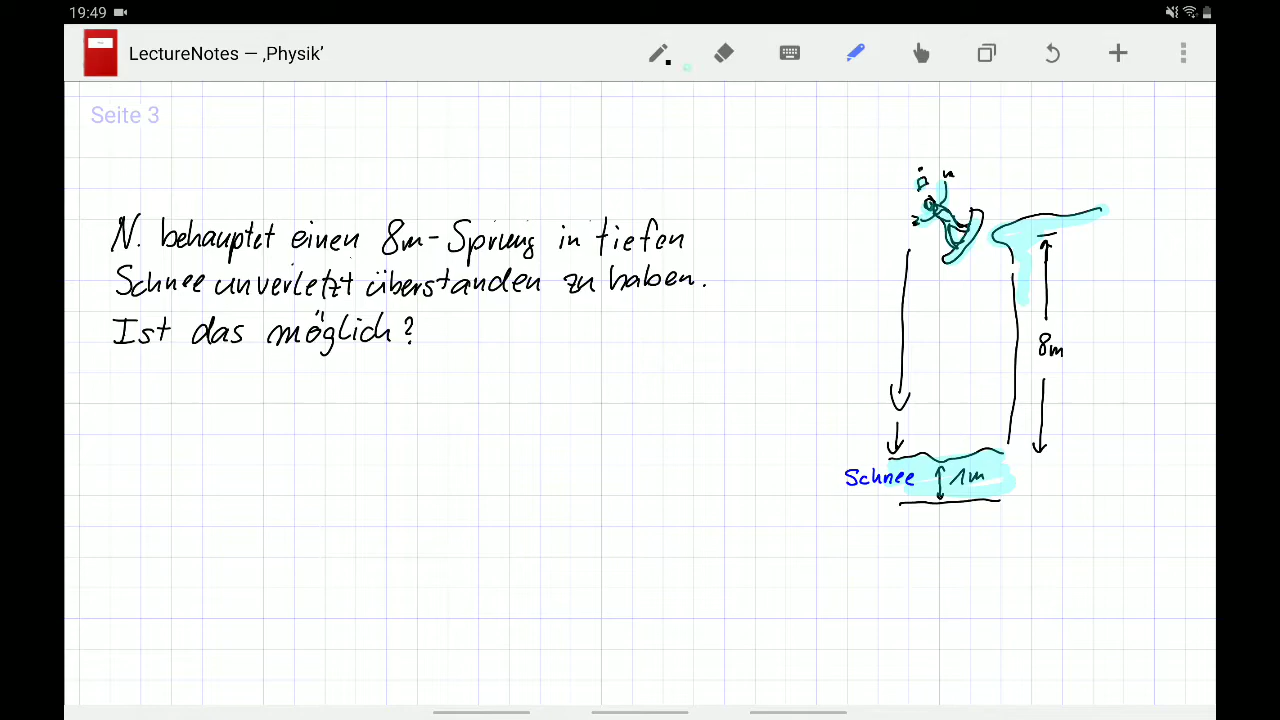 19:49
LectureNotes — ‚Physik‘
Seite 3
N. behauptet einen 8m-Sprung in tiefen
Schnee unverletzt überstanden zu haben.
Ist das möglich?
8m
Schnee
1m